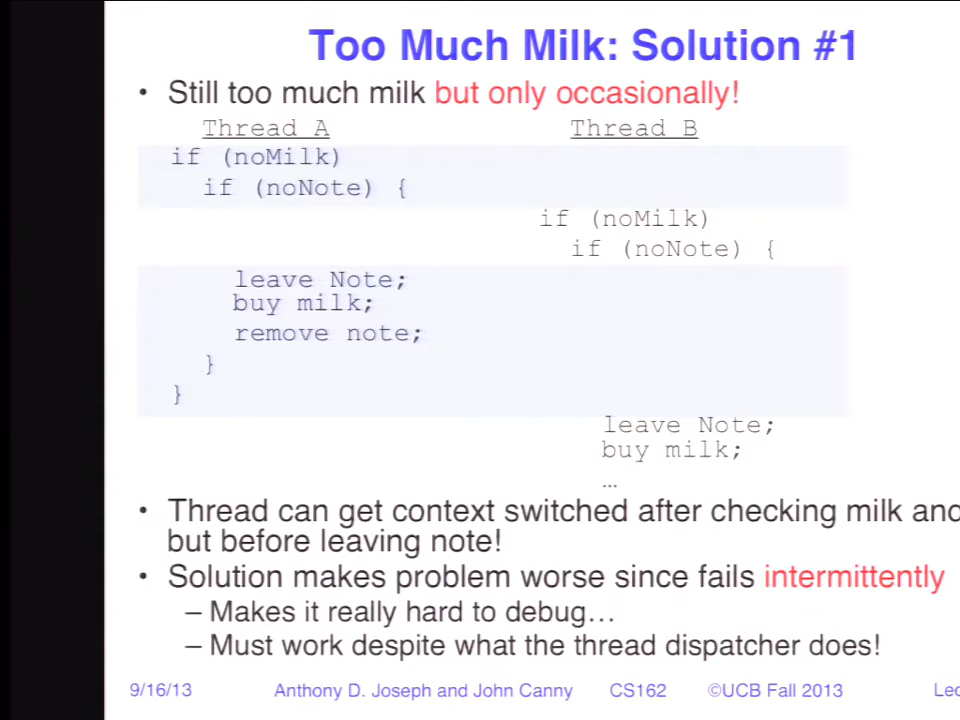 Too Much Milk: Solution #1
• Still too much milk but only occasionally!
Thread A Thread B
if (noMilk)
if (noNote) {
if (noMilk)
if (noNote) {
leave Note;
buy milk;
remove note;
}
}
leave Note;
buy milk;
…
• Thread can get context switched after checking milk and
but before leaving note!
• Solution makes problem worse since fails intermittently
– Makes it really hard to debug…
– Must work despite what the thread dispatcher does!
9/16/13 Anthony D. Joseph and John Canny CS162 ©UCB Fall 2013